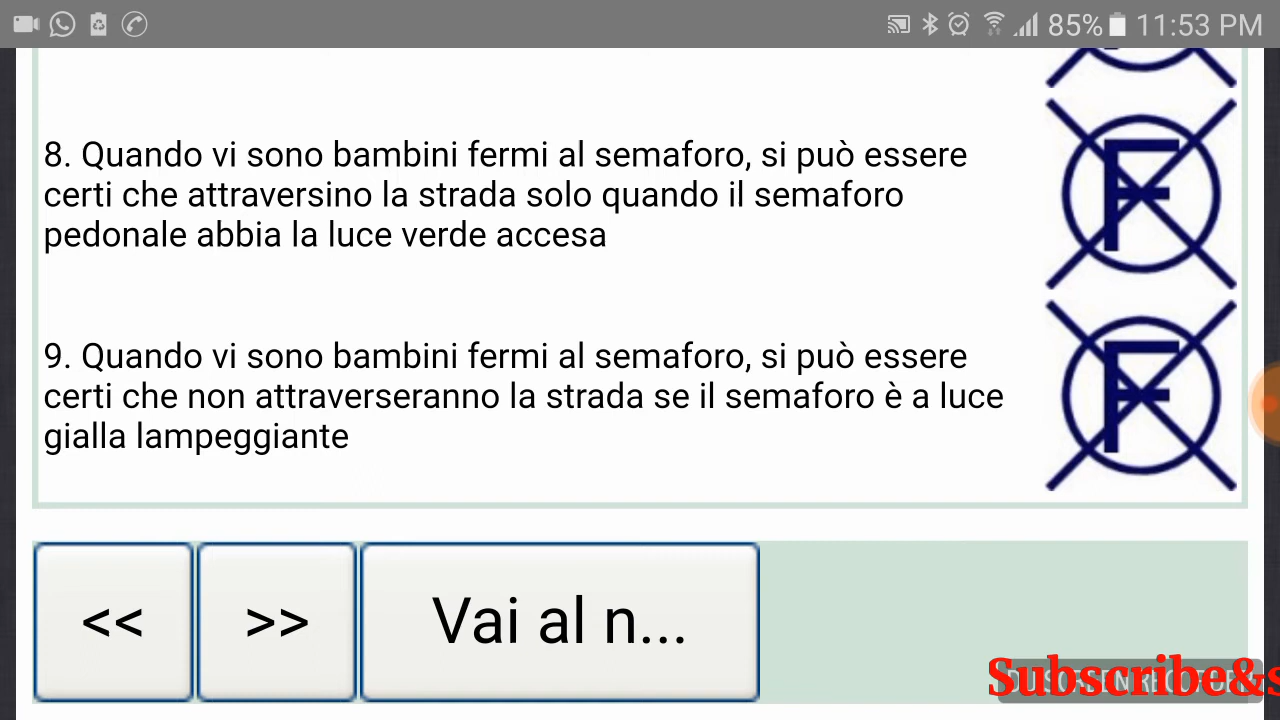 85% 11:53 PM
8. Quando vi sono bambini fermi al semaforo, si può essere
certi che attraversino la strada solo quando il semaforo
pedonale abbia la luce verde accesa
F
9. Quando vi sono bambini fermi al semaforo, si può essere
certi che non attraverseranno la strada se il semaforo è a luce
gialla lampeggiante
F
<< >> Vai al n...
Subscribe&s